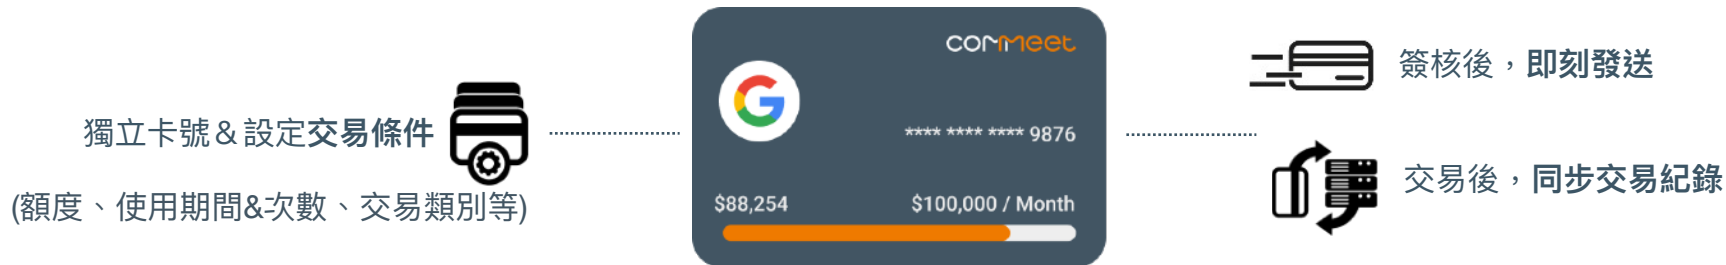 獨立卡號＆設定交易條件
(額度、使用期間&次數、交易類別等)
commeet
G
**** **** **** 9876
$88,254
$100,000 / Month
簽核後，即刻發送
交易後，同步交易紀錄